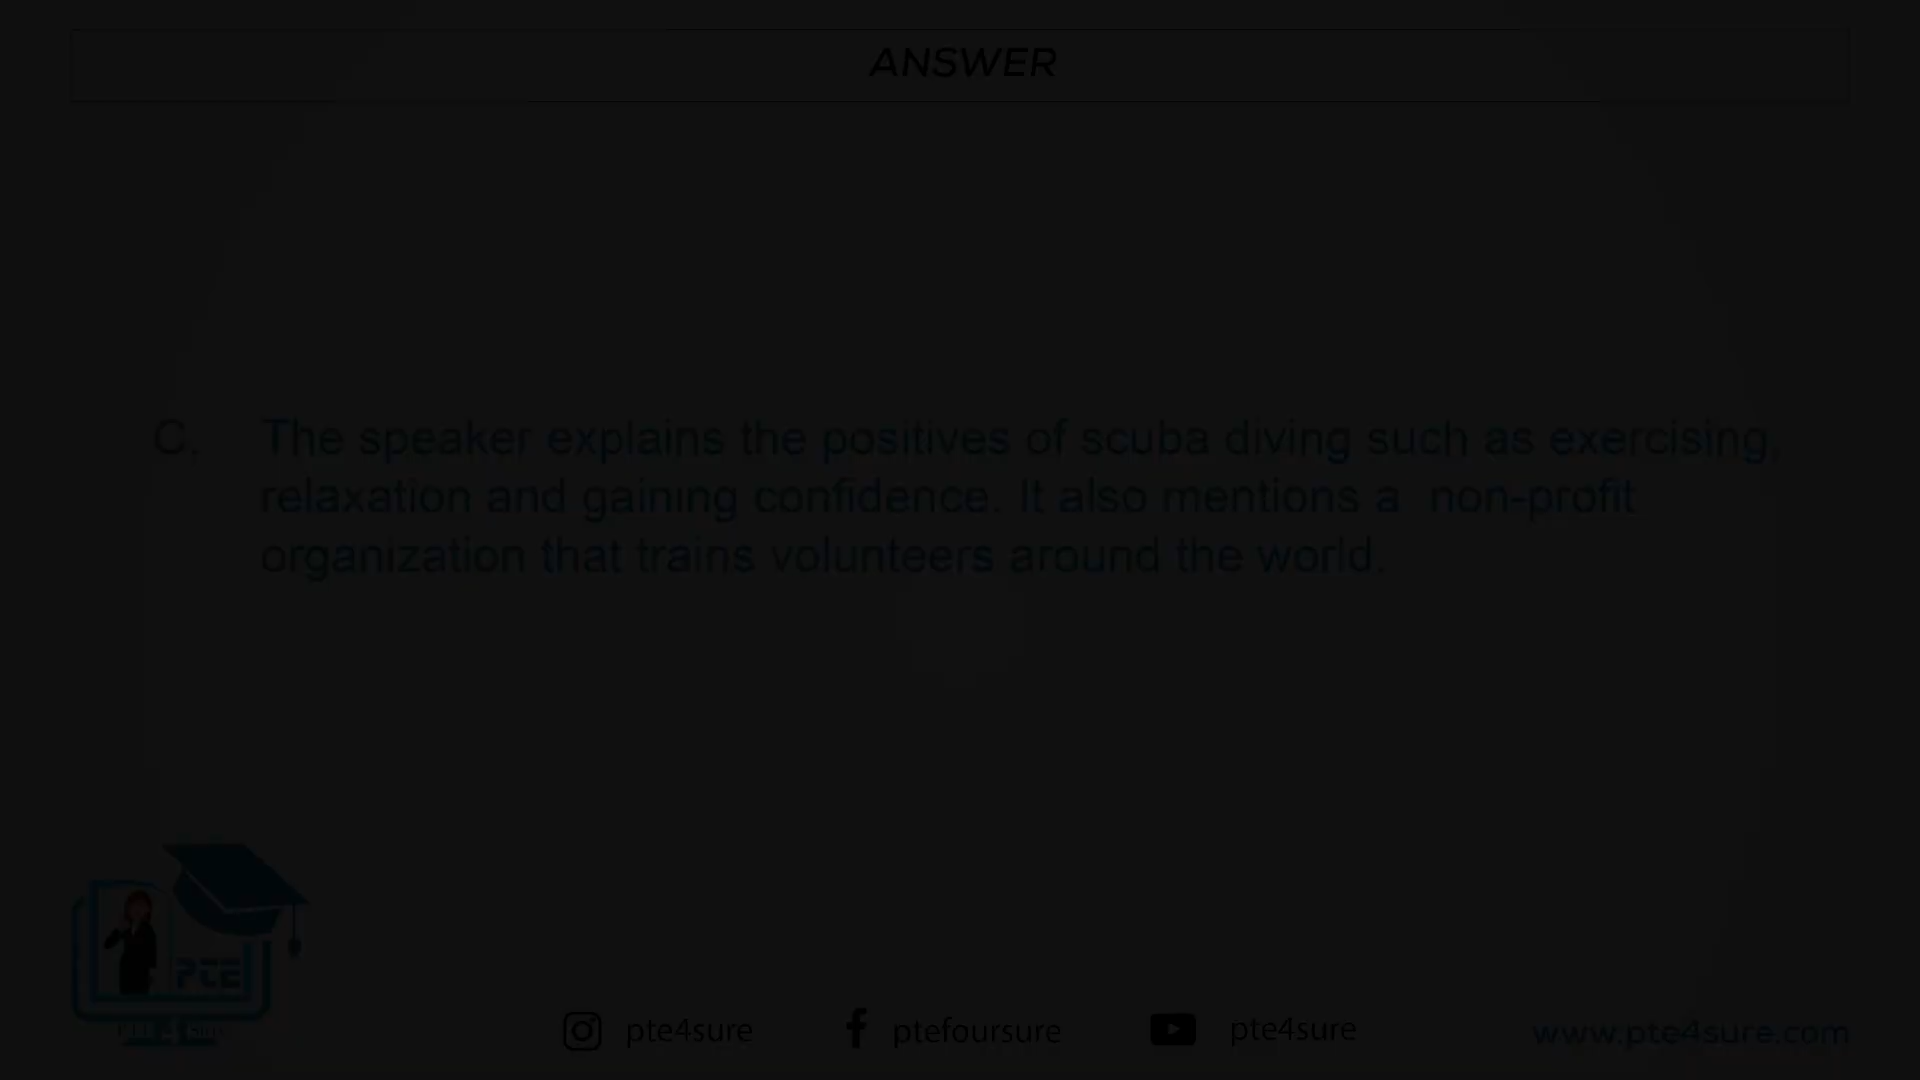 ANSWER
C. The speaker explains the positives of scuba diving such as exercising,
relaxation and gaining confidence. It also mentions a non-profit
organization that trains volunteers around the world.
PTE
pte4sure ptefoursure pte4sure www.pte4sure.com